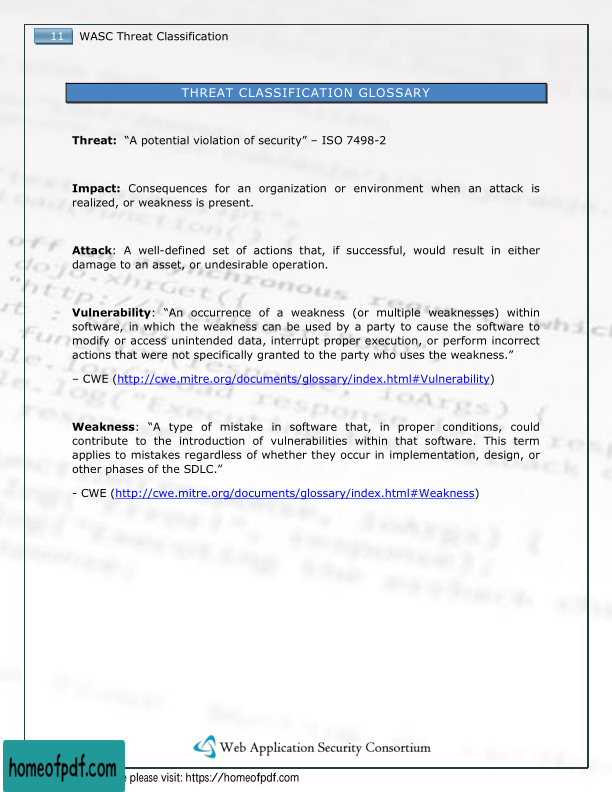 11 WASC Threat Classification
THREAT CLASSIFICATION GLOSSARY
Threat: “A potential violation of security” – ISO 7498-2
Impact: Consequences for an organization or environment when an attack is
realized, or weakness is present.
Attack: A well-defined set of actions that, if successful, would result in either
damage to an asset, or undesirable operation.
Vulnerability: “An occurrence of a weakness (or multiple weaknesses) within
software, in which the weakness can be used by a party to cause the software to
modify or access unintended data, interrupt proper execution, or perform incorrect
actions that were not specifically granted to the party who uses the weakness.”
– CWE (http://cwe.mitre.org/documents/glossary/index.html#Vulnerability)
Weakness: “A type of mistake in software that, in proper conditions, could
contribute to the introduction of vulnerabilities within that software. This term
applies to mistakes regardless of whether they occur in implementation, design, or
other phases of the SDLC.”
- CWE (http://cwe.mitre.org/documents/glossary/index.html#Weakness)
Web Application Security Consortium
homeofpdf.com
please visit: https://homeofpdf.com